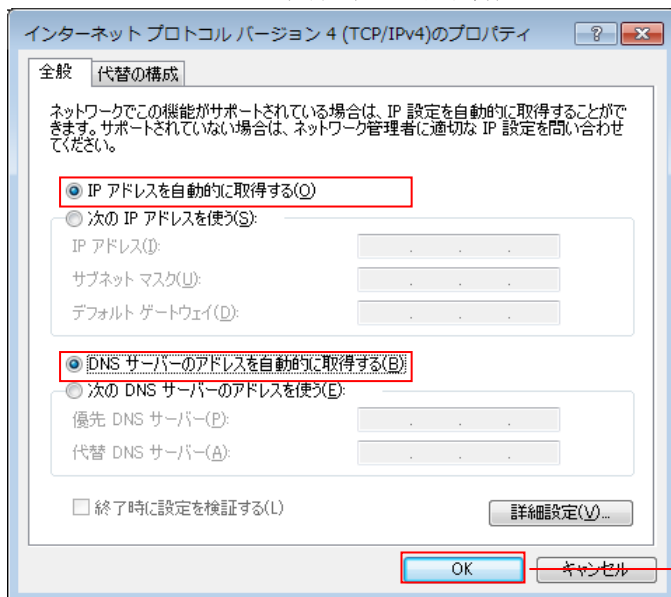 インターネット プロトコル バージョン 4 (TCP/IPv4)のプロパティ
全般 代替の構成
ネットワークでこの機能がサポートされている場合は、IP 設定を自動的に取得することがで
きます。サポートされていない場合は、ネットワーク管理者に適切な IP 設定を問い合わせ
てください。
IP アドレスを自動的に取得する(O)
次の IP アドレスを使う(S):
IP アドレス(I):
サブネット マスク(U):
デフォルト ゲートウェイ(D):
DNS サーバーのアドレスを自動的に取得する(B)
次の DNS サーバーのアドレスを使う(E):
優先 DNS サーバー(P):
代替 DNS サーバー(A):
終了時に設定を検証する(L)
詳細設定(V)...
OK キャンセル